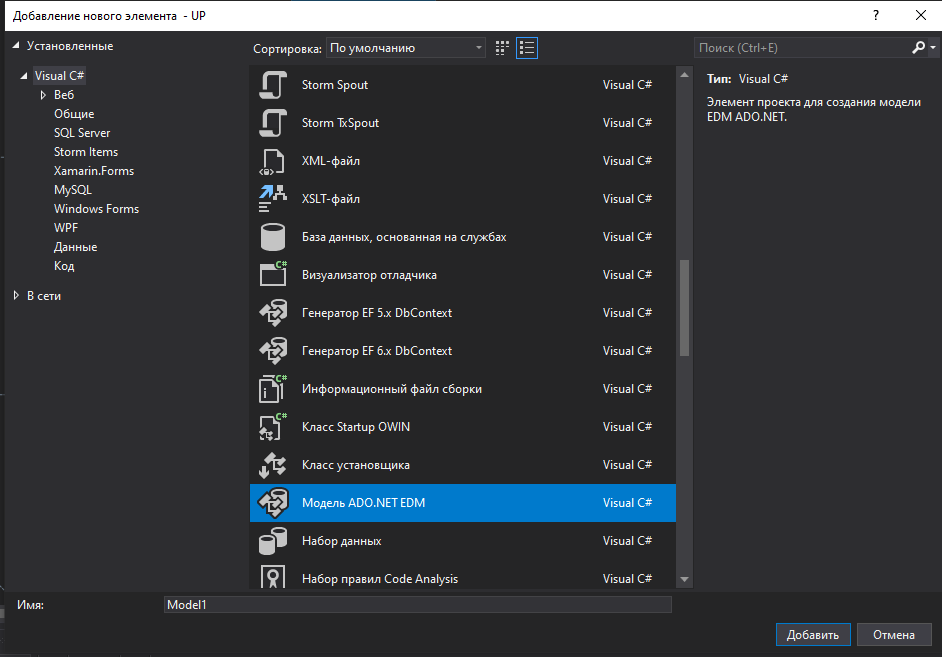 Добавление нового элемента - UP
?
Установленные
Visual C#
Веб
Общие
SQL Server
Storm Items
Xamarin.Forms
MySQL
Windows Forms
WPF
Данные
Код
В сети
Сортировка: По умолчанию
Storm Spout Visual C#
Storm TxSpout Visual C#
XML-файл Visual C#
XSLT-файл Visual C#
База данных, основанная на службах Visual C#
Визуализатор отладчика Visual C#
Генератор EF 5.x DbContext Visual C#
Генератор EF 6.x DbContext Visual C#
Информационный файл сборки Visual C#
Класс Startup OWIN Visual C#
Класс установщика Visual C#
Модель ADO.NET EDM Visual C#
Набор данных Visual C#
Набор правил Code Analysis Visual C#
Поиск (Ctrl+E)
Тип: Visual C#
Элемент проекта для создания модели
EDM ADO.NET.
Имя: Model1
Добавить Отмена